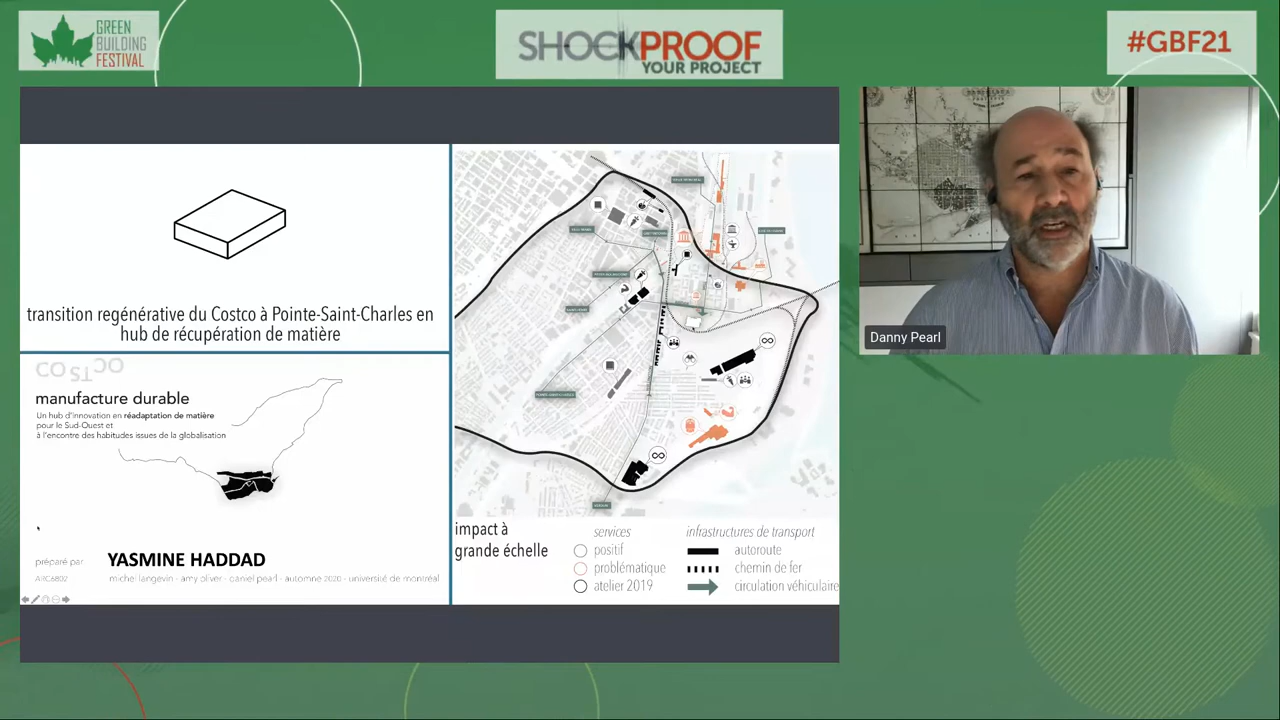 GREEN
BUILDING
FESTIVAL
SHOCKPROOF
YOUR PROJECT
#GBF21
transition regénérative du Costco à Pointe-Saint-Charles en
hub de récupération de matière
COSTCO
manufacture durable
Un hub d'innovation en réadaptation de matière
pour le Sud-Ouest et
à l'encontre des habitudes issues de la globalisation
préparé par
YASMINE HADDAD
ARC6802
michel langevin - amy oliver - daniel pearl - automne 2020 - université de montréal
impact à
grande échelle
services
positif
problématique
atelier 2019
infrastructures de transport
autoroute
chemin de fer
circulation véhiculaire
Danny Pearl